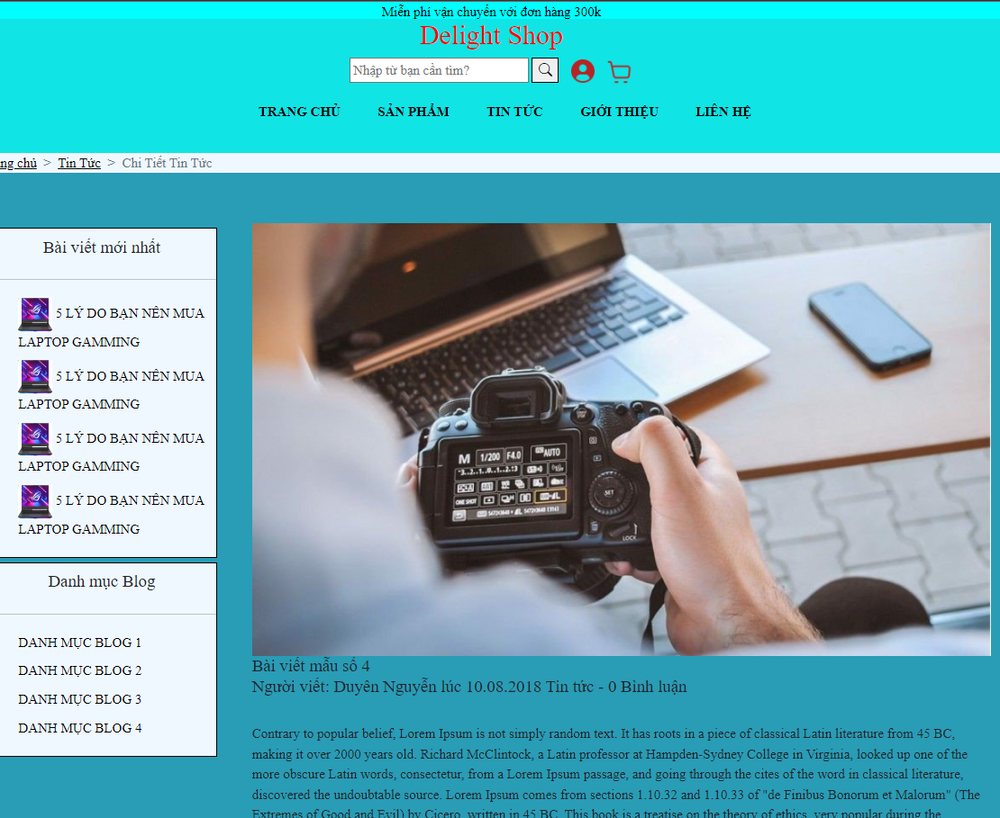 Miễn phí vận chuyển với đơn hàng 300k
Delight Shop
Nhập từ bạn cần tìm?
TRANG CHỦ SẢN PHẨM TIN TỨC GIỚI THIỆU LIÊN HỆ
ng chủ > Tin Tức > Chi Tiết Tin Tức
Bài viết mới nhất
5 LÝ DO BẠN NÊN MUA
LAPTOP GAMMING
5 LÝ DO BẠN NÊN MUA
LAPTOP GAMMING
5 LÝ DO BẠN NÊN MUA
LAPTOP GAMMING
5 LÝ DO BẠN NÊN MUA
LAPTOP GAMMING
Danh mục Blog
DANH MỤC BLOG 1
DANH MỤC BLOG 2
DANH MỤC BLOG 3
DANH MỤC BLOG 4
M 1/200 F4.0 AUTO
ONE SHOT
SET
LOCK
Bài viết mẫu số 4
Người viết: Duyên Nguyễn lúc 10.08.2018 Tin tức - 0 Bình luận
Contrary to popular belief, Lorem Ipsum is not simply random text. It has roots in a piece of classical Latin literature from 45 BC,
making it over 2000 years old. Richard McClintock, a Latin professor at Hampden-Sydney College in Virginia, looked up one of the
more obscure Latin words, consectetur, from a Lorem Ipsum passage, and going through the cites of the word in classical literature,
discovered the undoubtable source. Lorem Ipsum comes from sections 1.10.32 and 1.10.33 of "de Finibus Bonorum et Malorum" (The
Extremes of Good and Evil) by Cicero, written in 45 BC. This book is a treatise on the theory of ethics, very popular during the